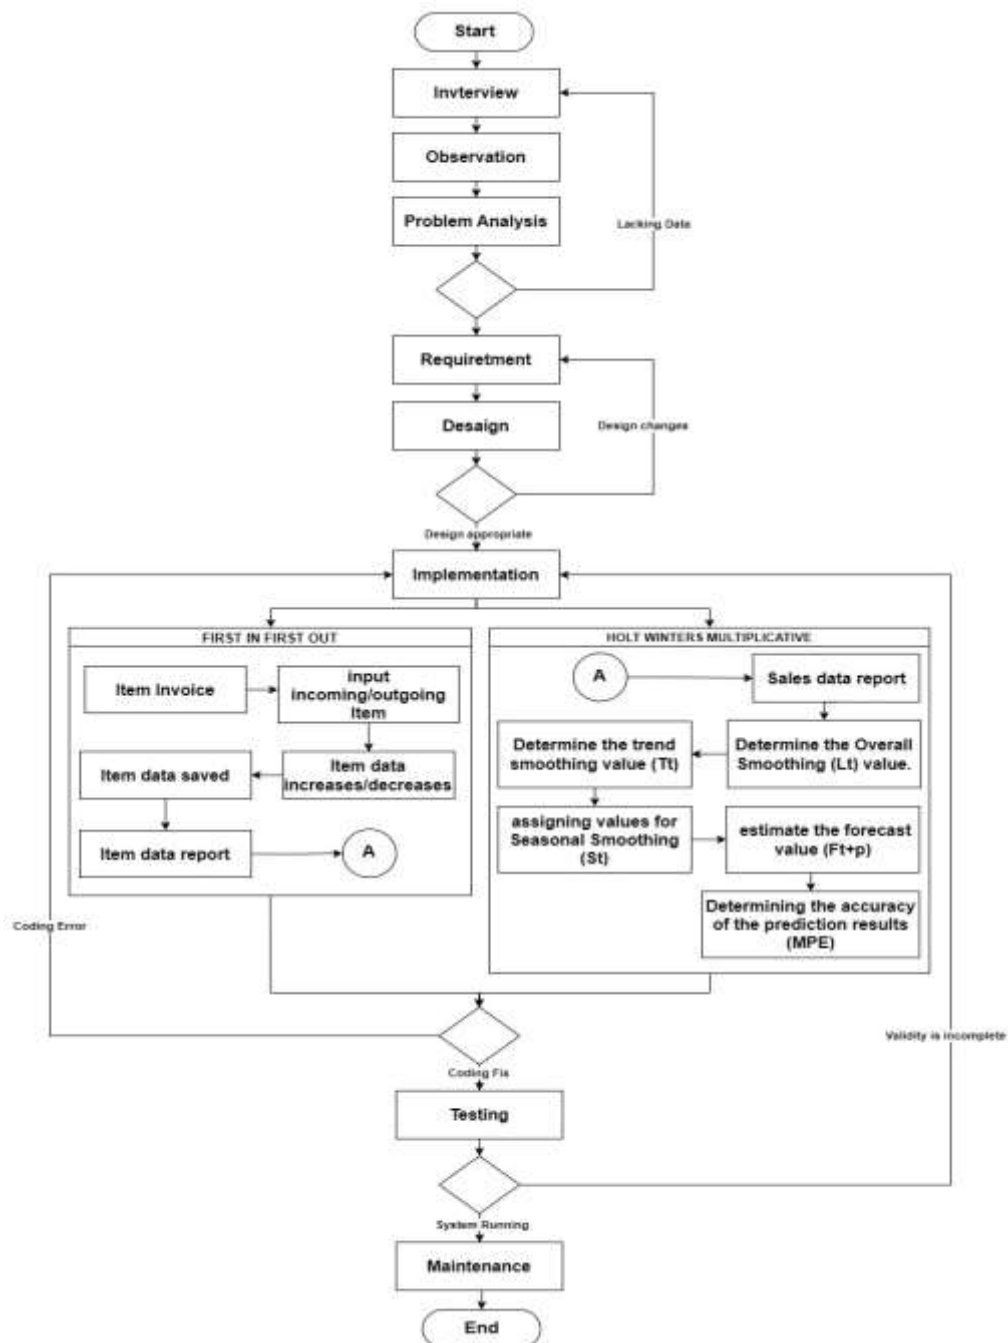 Start
Invterview
Observation
Problem Analysis
Lacking Data
Requiretment
Desaign
Design changes
Design appropriate
Implementation
FIRST IN FIRST OUT
Item Invoice
input
incoming/outgoing
Item
Item data
increases/decreases
Item data saved
Item data report
A
HOLT WINTERS MULTIPLICATIVE
A
Sales data report
Determine the Overall
Smoothing (Lt) value.
Determine the trend
smoothing value (Tt)
assigning values for
Seasonal Smoothing
(St)
estimate the forecast
value (Ft+p)
Determining the accuracy
of the prediction results
(MPE)
Coding Error
Validity is incomplete
Coding Fis
Testing
System Running
Maintenance
End